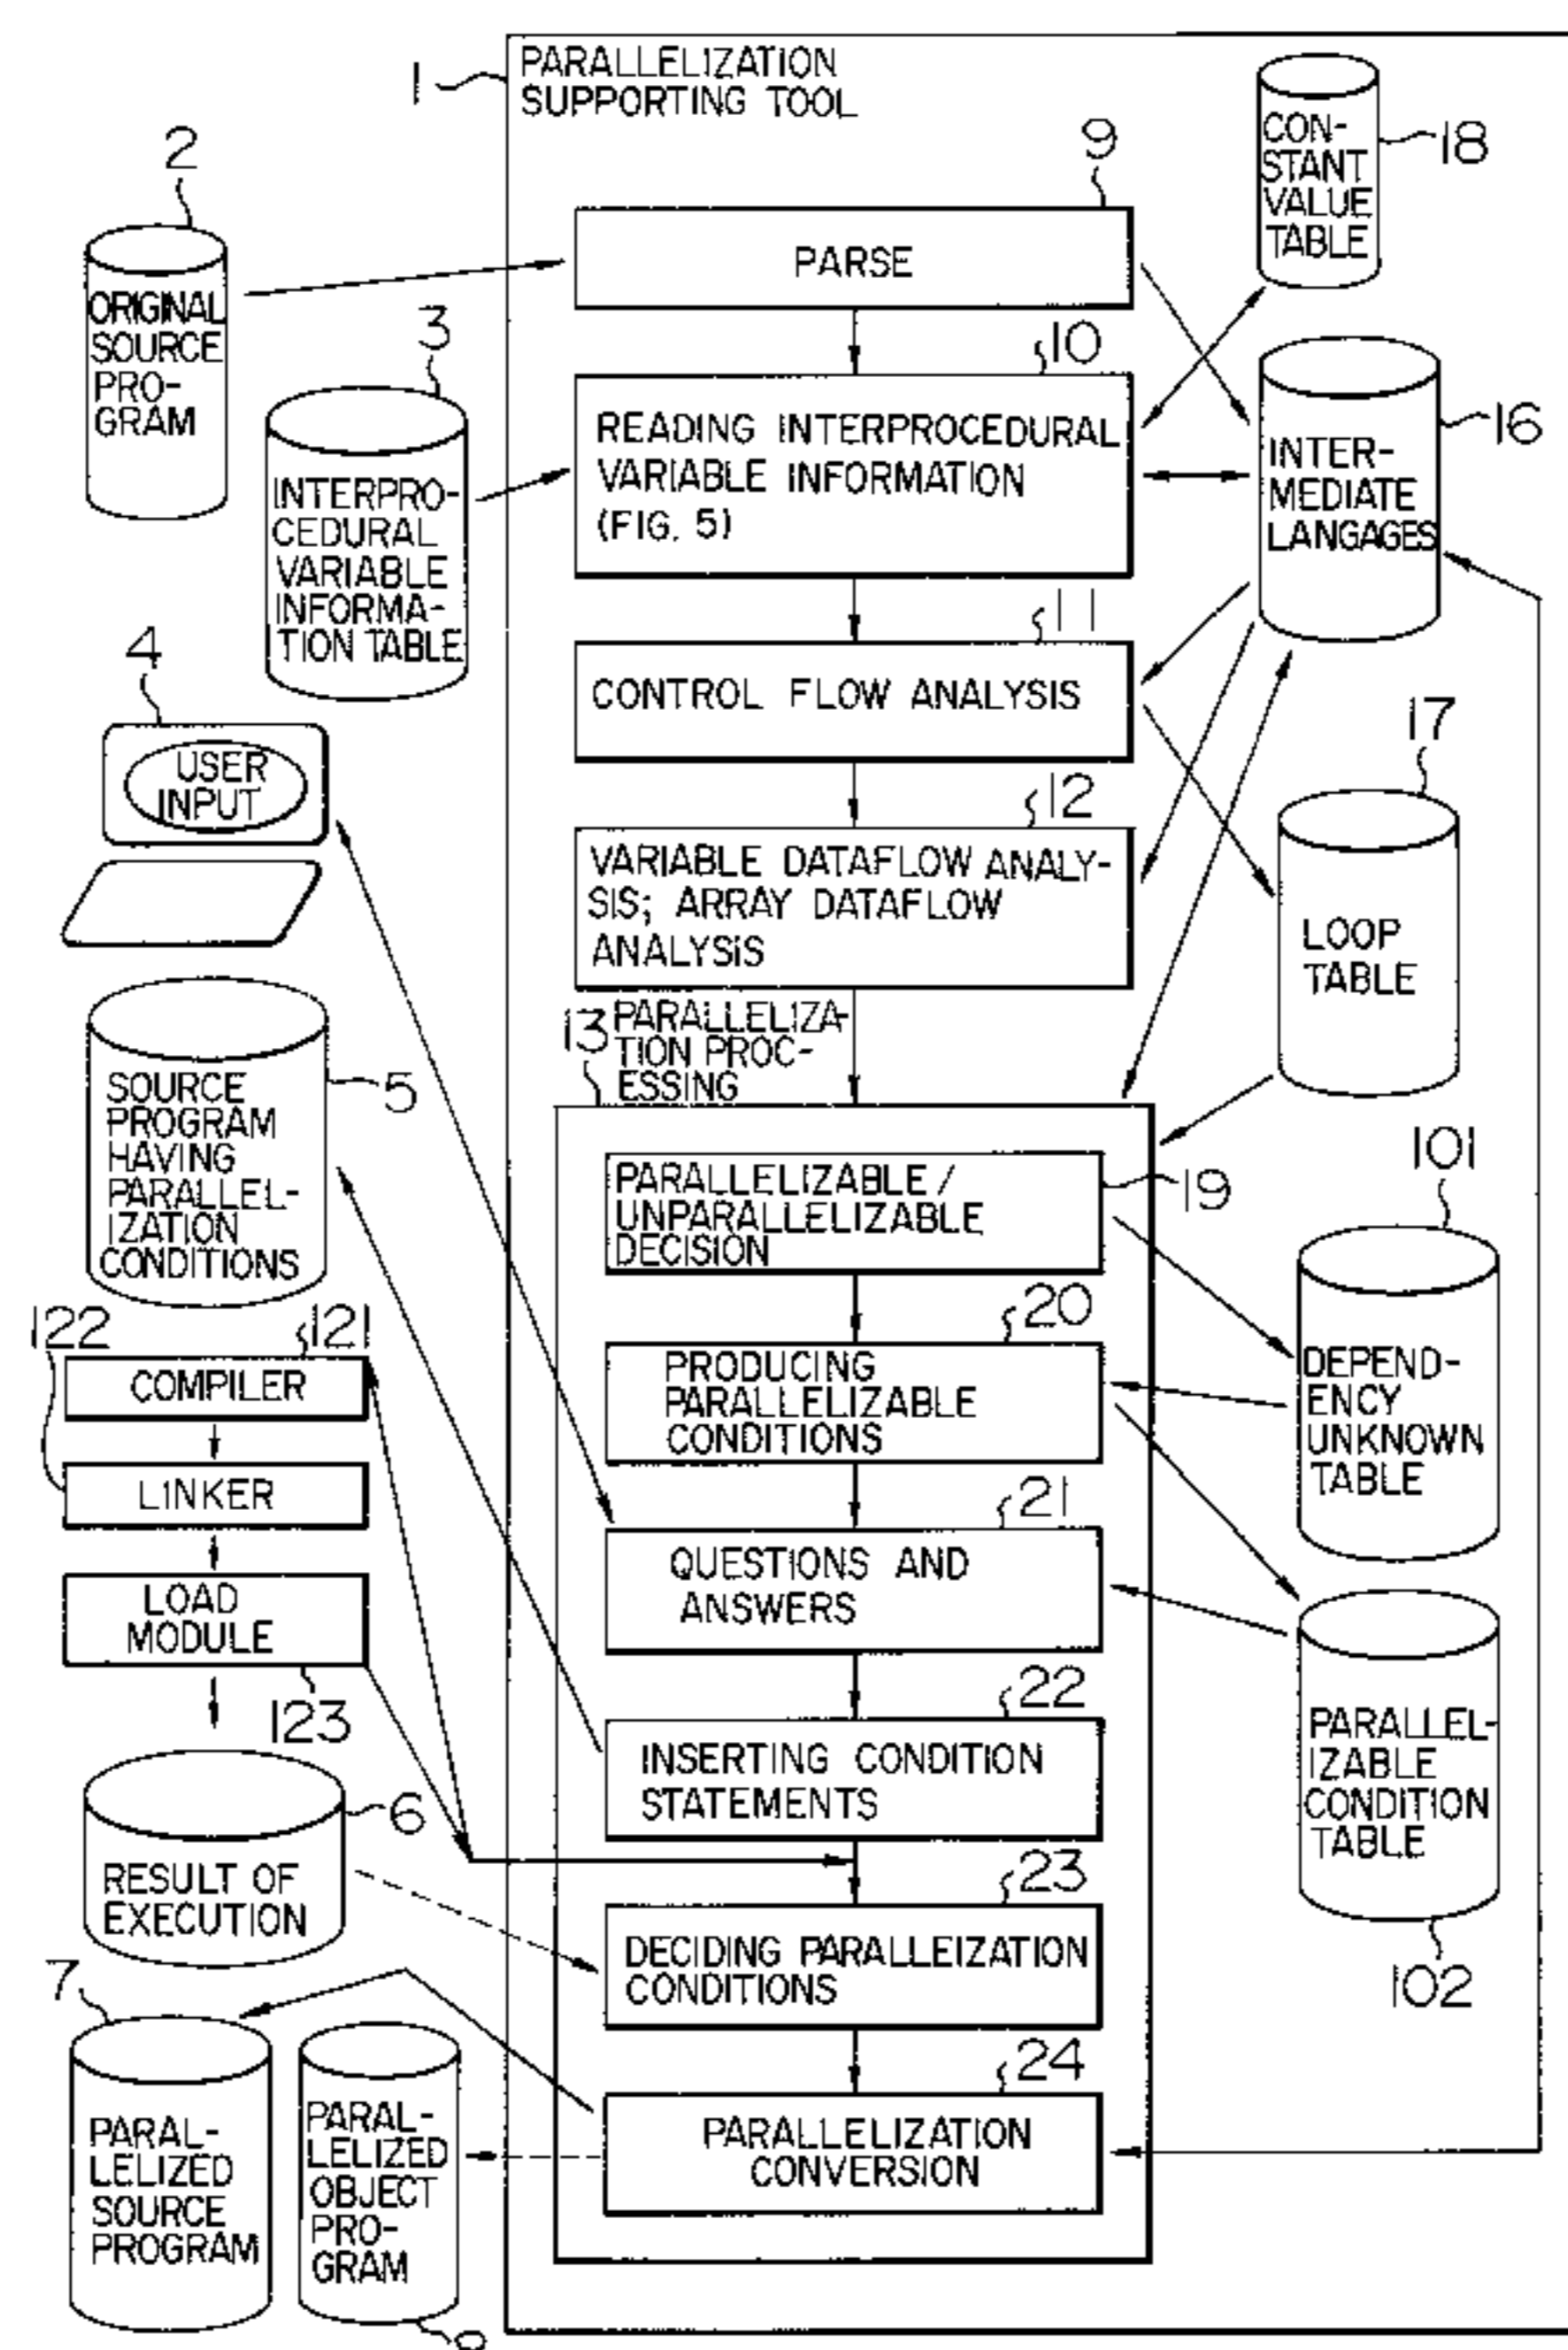 1
PARALLELIZATION
SUPPORTING TOOL
2
ORIGINAL
SOURCE
PRO-
GRAM
3
INTERPRO-
CEDURAL
VARIABLE
INFORMA-
TION TABLE
4
USER
INPUT
5
SOURCE
PROGRAM
HAVING
PARALLEL-
IZATION
CONDITIONS
122
121
COMPILER
LINKER
LOAD
MODULE
123
6
RESULT OF
EXECUTION
7
PARAL-
LELIZED
SOURCE
PROGRAM
PARAL-
LELIZED
OBJECT
PRO-
GRAM
9
PARSE
10
READING INTERPROCEDURAL
VARIABLE INFORMATION
(FIG. 5)
11
CONTROL FLOW ANALYSIS
12
VARIABLE DATAFLOW ANALY-
SIS; ARRAY DATAFLOW
ANALYSIS
13
PARALLELIZA-
TION PROC-
ESSING
PARALLELIZABLE /
UNPARALLELIZABLE
DECISION
19
20
PRODUCING
PARALLELIZABLE
CONDITIONS
21
QUESTIONS AND
ANSWERS
22
INSERTING CONDITION
STATEMENTS
23
DECIDING PARALLEIZATION
CONDITIONS
24
PARALLELIZATION
CONVERSION
18
CON-
STANT
VALUE
TABLE
16
INTER-
MEDIATE
LANGAGES
17
LOOP
TABLE
101
DEPEND-
ENCY
UNKNOWN
TABLE
PARALLEL-
IZABLE
CONDITION
TABLE
102